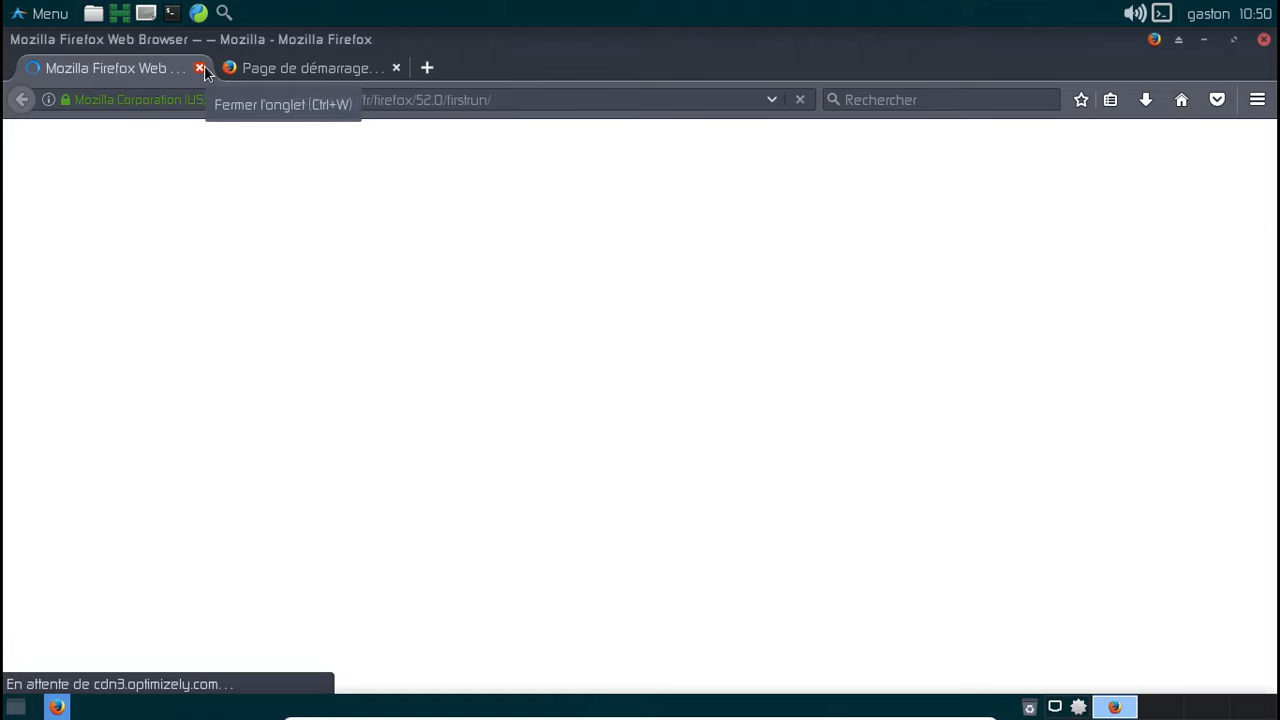 Menu
gaston 10:50
Mozilla Firefox Web Browser — — Mozilla - Mozilla Firefox
Mozilla Firefox Web ...
Page de démarrage...
Mozilla Corporation (US)
/fr/firefox/52.0/firstrun/
Rechercher
Fermer l'onglet (Ctrl+W)
En attente de cdn3.optimizely.com...